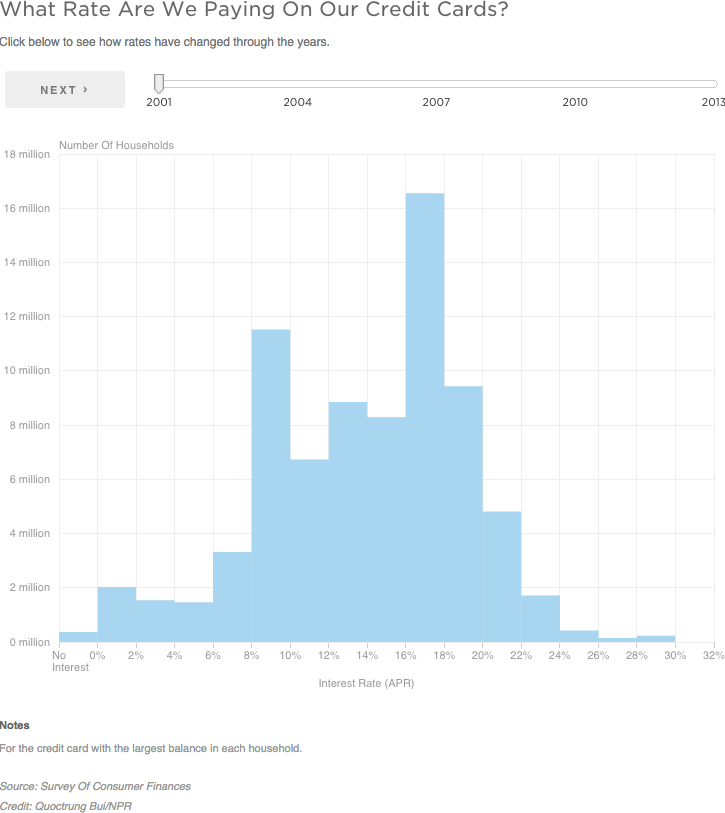 What Rate Are We Paying On Our Credit Cards?
Click below to see how rates have changed through the years.
NEXT ›
2001 2004 2007 2010 2013
Number Of Households
18 million
16 million
14 million
12 million
10 million
8 million
6 million
4 million
2 million
0 million
No Interest 0% 2% 4% 6% 8% 10% 12% 14% 16% 18% 20% 22% 24% 26% 28% 30% 32%
Interest Rate (APR)
Notes
For the credit card with the largest balance in each household.
Source: Survey Of Consumer Finances
Credit: Quoctrung Bui/NPR